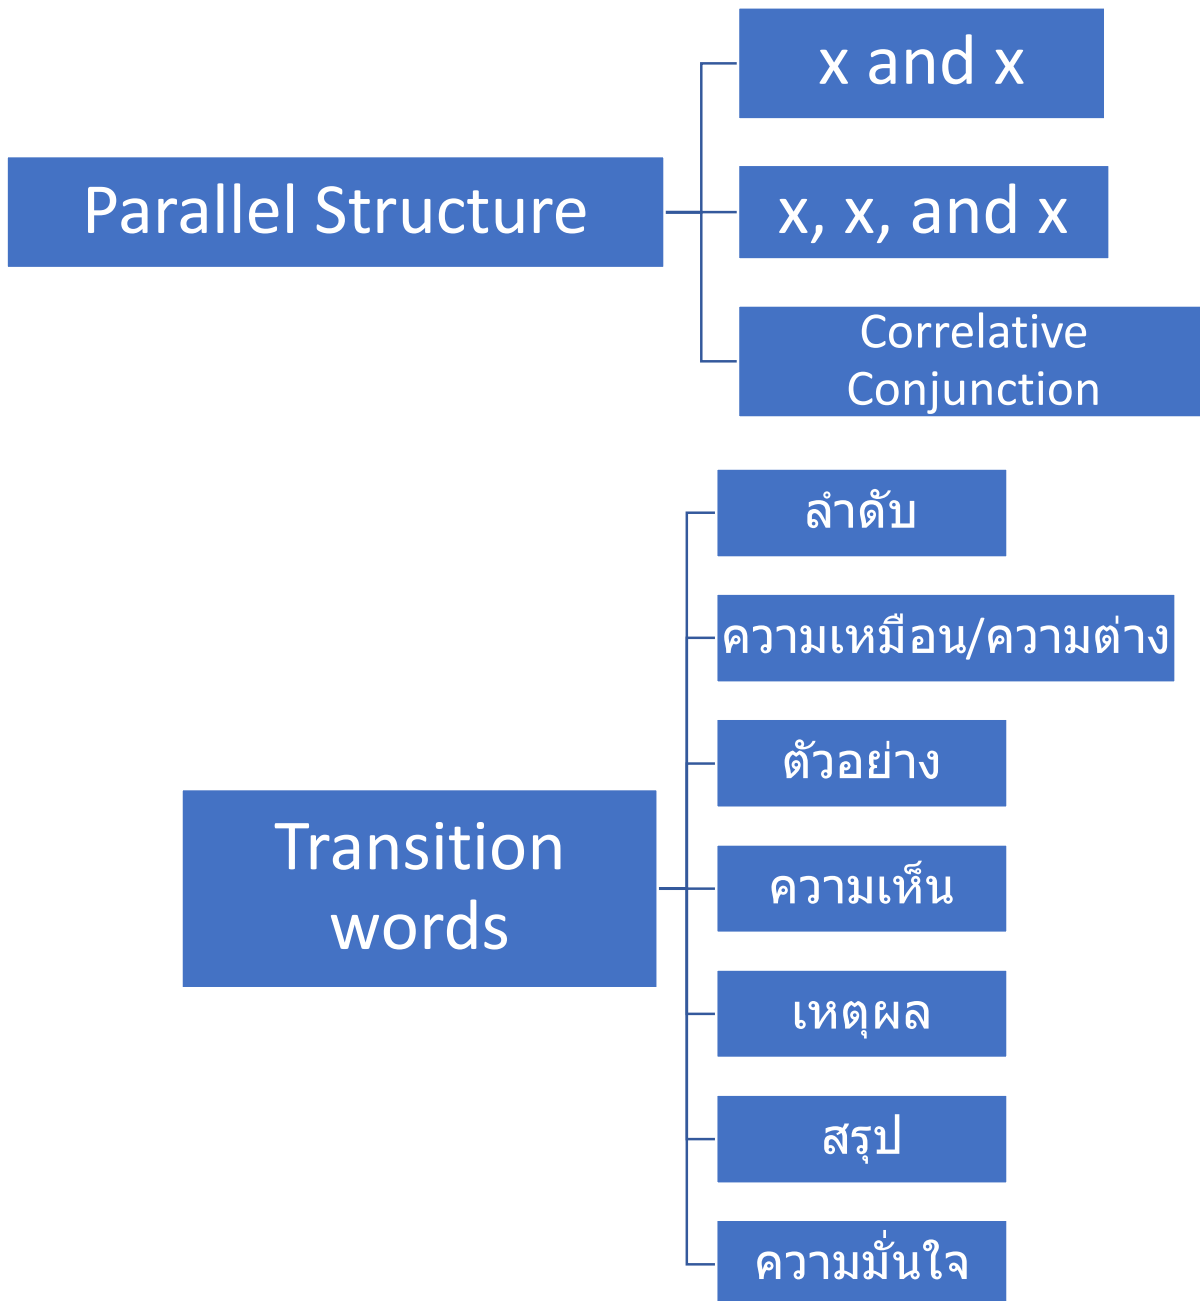 Parallel Structure
x and x
x, x, and x
Correlative
Conjunction
Transition
words
ลำดับ
ความเหมือน/ความต่าง
ตัวอย่าง
ความเห็น
เหตุผล
สรุป
ความมั่นใจ